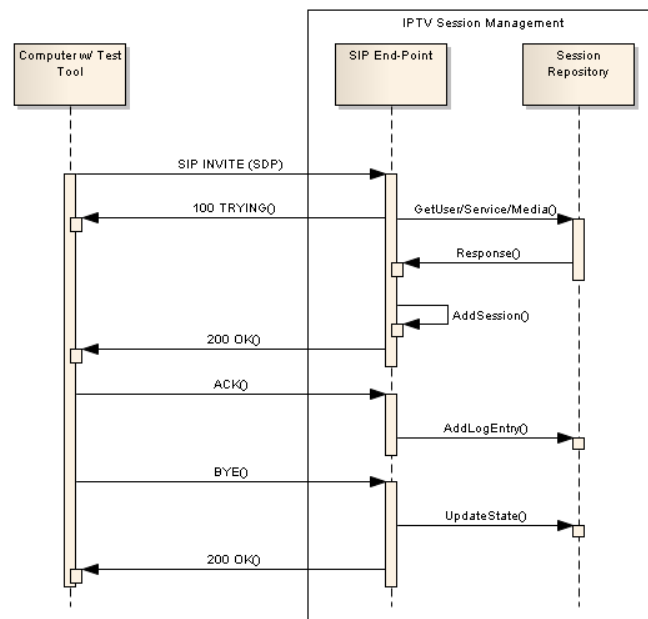 IPTV Session Management
Computer w/ Test
Tool
SIP End-Point
Session
Repository
SIP INVITE (SDP)
100 TRYING()
GetUser/Service/Media()
Response()
AddSession()
200 OK()
ACK()
AddLogEntry()
BYE()
UpdateState()
200 OK()